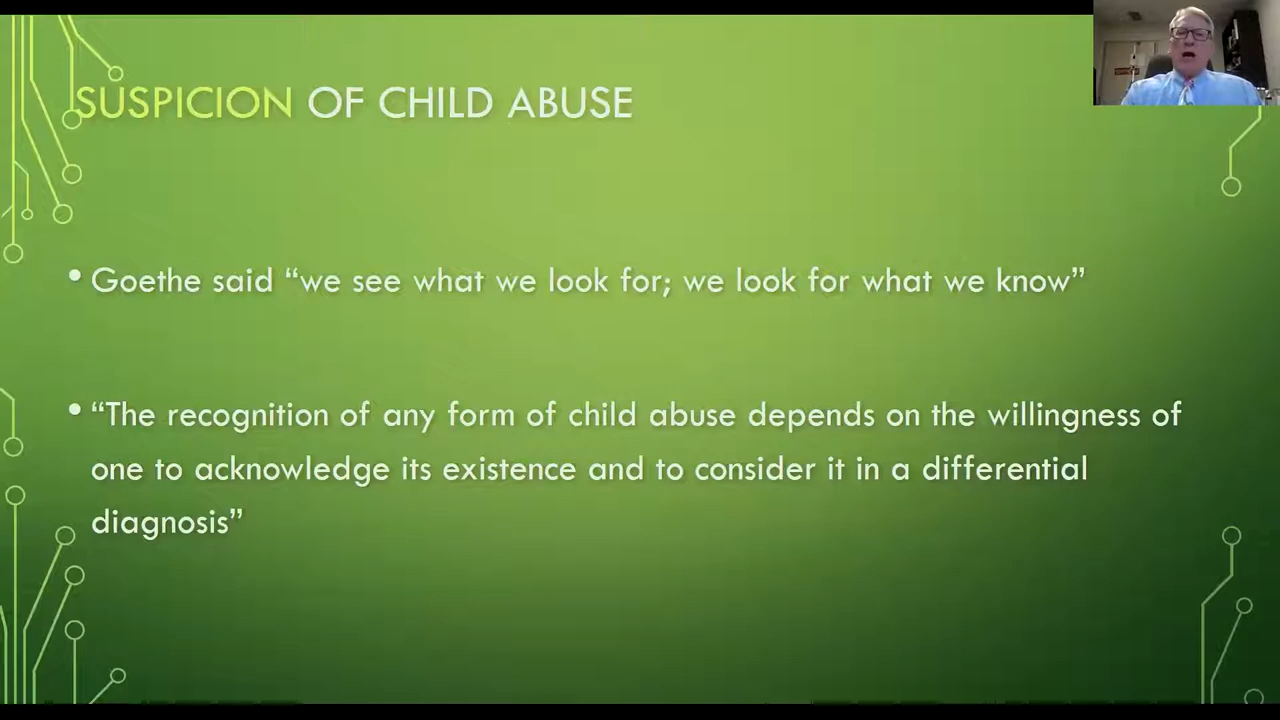 SUSPICION OF CHILD ABUSE
• Goethe said “we see what we look for; we look for what we know”
• “The recognition of any form of child abuse depends on the willingness of
one to acknowledge its existence and to consider it in a differential
diagnosis”